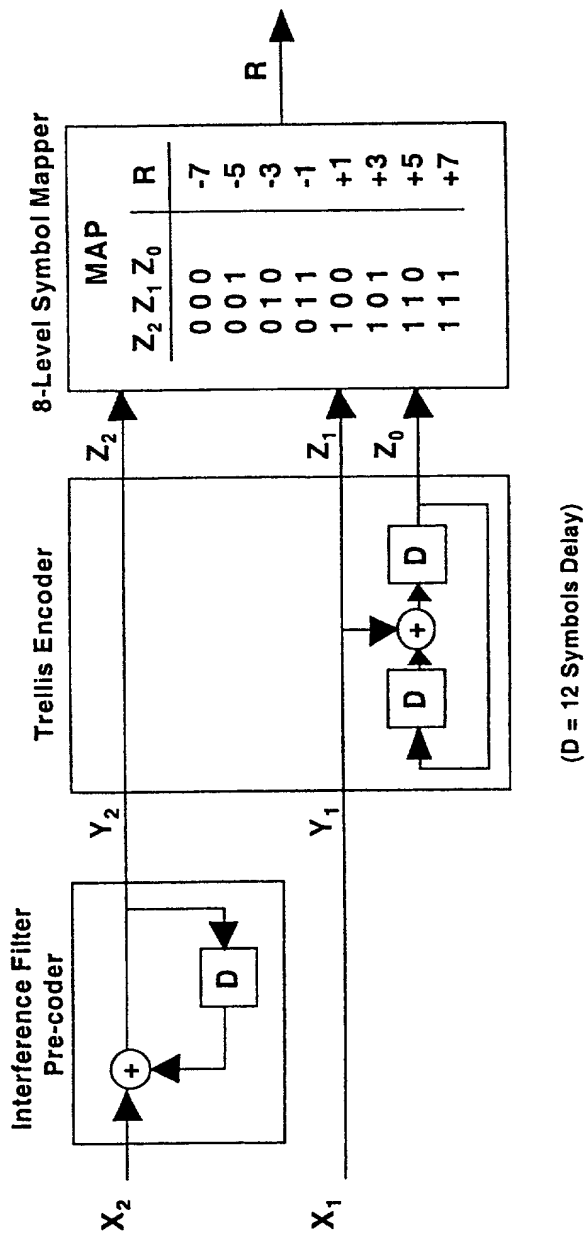 Interference Filter
Pre-coder
X₂
+
D
Y₂
X₁
Y₁
Trellis Encoder
D
+
D
Z₂
Z₁
Z₀
(D = 12 Symbols Delay)
8-Level Symbol Mapper
MAP
Z₂ Z₁ Z₀ R
0 0 0 -7
0 0 1 -5
0 1 0 -3
0 1 1 -1
1 0 0 +1
1 0 1 +3
1 1 0 +5
1 1 1 +7
R